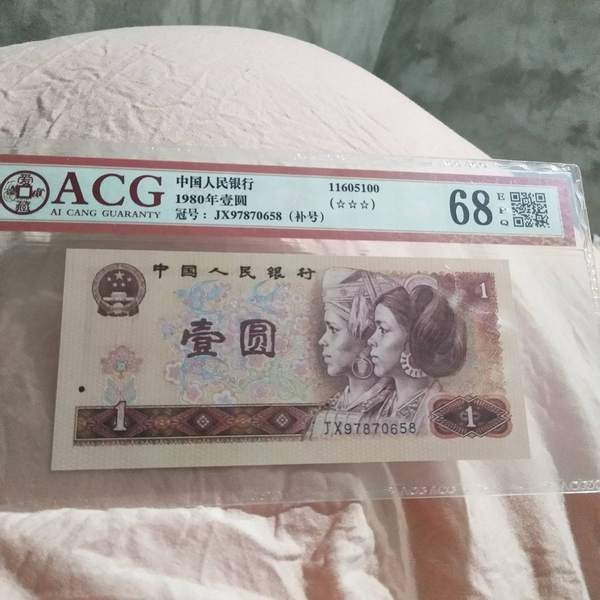 ACG
AI CANG GUARANTY
中国人民银行
1980年壹圆
冠号：JX97870658（补号）
11605100
(☆☆☆)
68
EPQ
中国人民银行
壹圆
1
1
1
JX97870658